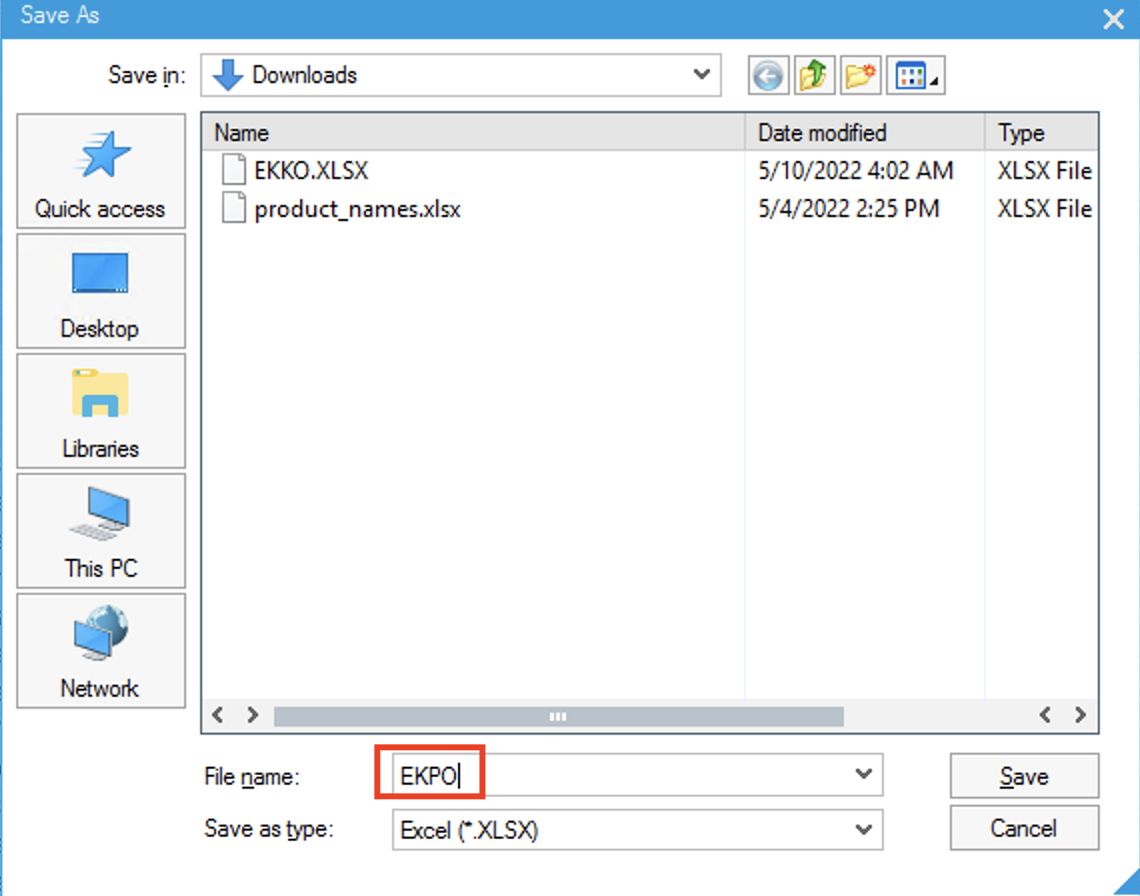 Save As
Save in: Downloads
Name Date modified Type
EKKO.XLSX 5/10/2022 4:02 AM XLSX File
product_names.xlsx 5/4/2022 2:25 PM XLSX File
Quick access
Desktop
Libraries
This PC
Network
File name: EKPO Save
Save as type: Excel (*.XLSX) Cancel